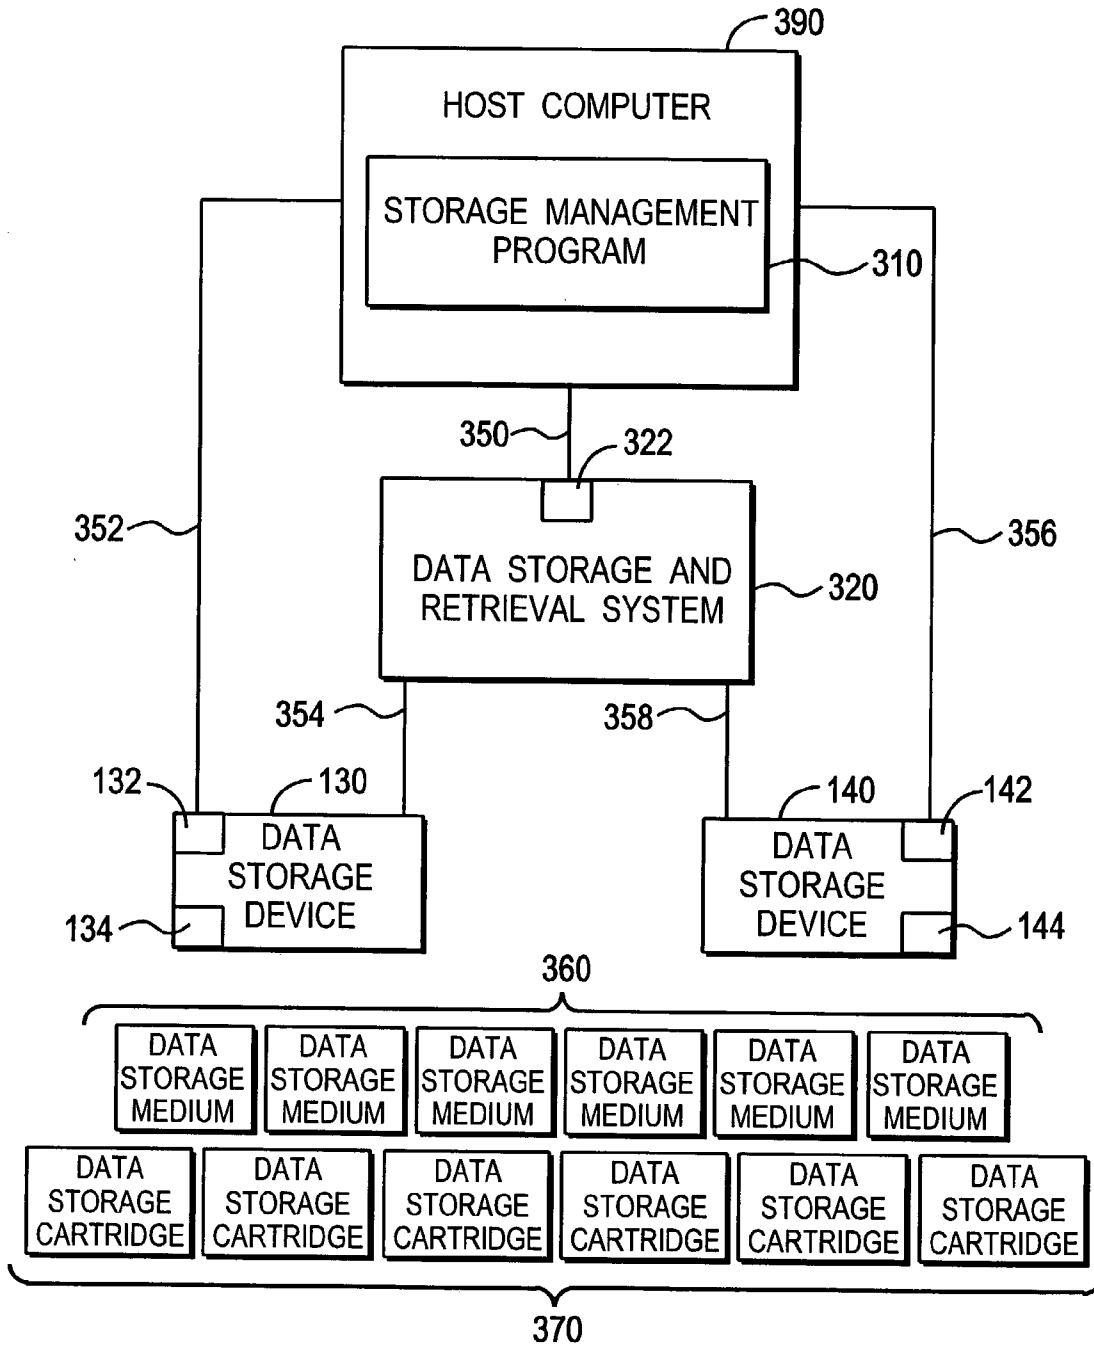 390
HOST COMPUTER
STORAGE MANAGEMENT
PROGRAM
310
350
322
352
356
DATA STORAGE AND
RETRIEVAL SYSTEM
320
354
358
132
130
140
142
DATA
STORAGE
DEVICE
DATA
STORAGE
DEVICE
134
144
360
DATA
STORAGE
MEDIUM
DATA
STORAGE
MEDIUM
DATA
STORAGE
MEDIUM
DATA
STORAGE
MEDIUM
DATA
STORAGE
MEDIUM
DATA
STORAGE
MEDIUM
DATA
STORAGE
CARTRIDGE
DATA
STORAGE
CARTRIDGE
DATA
STORAGE
CARTRIDGE
DATA
STORAGE
CARTRIDGE
DATA
STORAGE
CARTRIDGE
DATA
STORAGE
CARTRIDGE
370